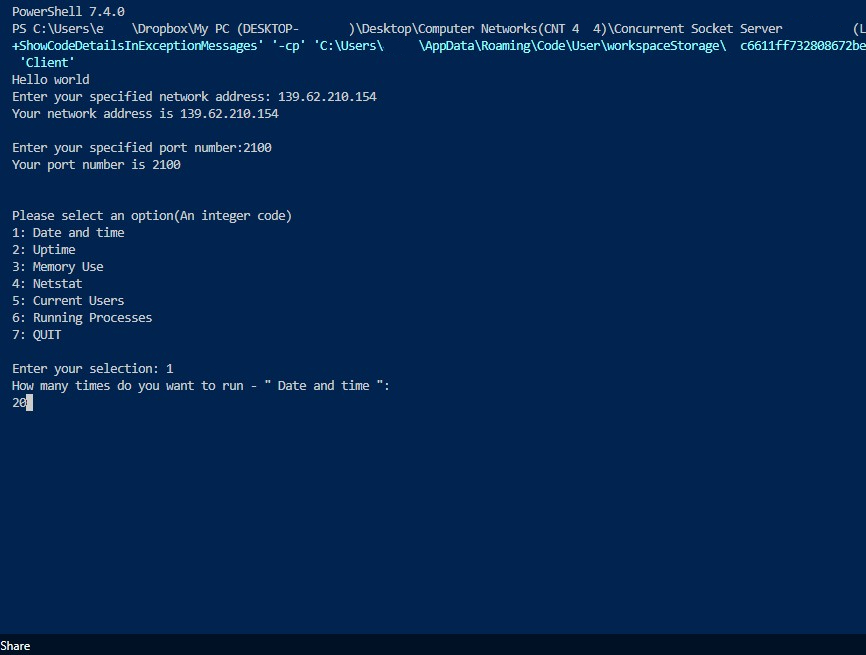 PowerShell 7.4.0
PS C:\Users\e    \Dropbox\My PC (DESKTOP-       )\Desktop\Computer Networks(CNT 4  4)\Concurrent Socket Server          (L
+ShowCodeDetailsInExceptionMessages' '-cp' 'C:\Users\     \AppData\Roaming\Code\User\workspaceStorage\  c6611ff732808672be
'Client'
Hello world
Enter your specified network address: 139.62.210.154
Your network address is 139.62.210.154
Enter your specified port number:2100
Your port number is 2100
Please select an option(An integer code)
1: Date and time
2: Uptime
3: Memory Use
4: Netstat
5: Current Users
6: Running Processes
7: QUIT
Enter your selection: 1
How many times do you want to run - " Date and time ":
20
Share